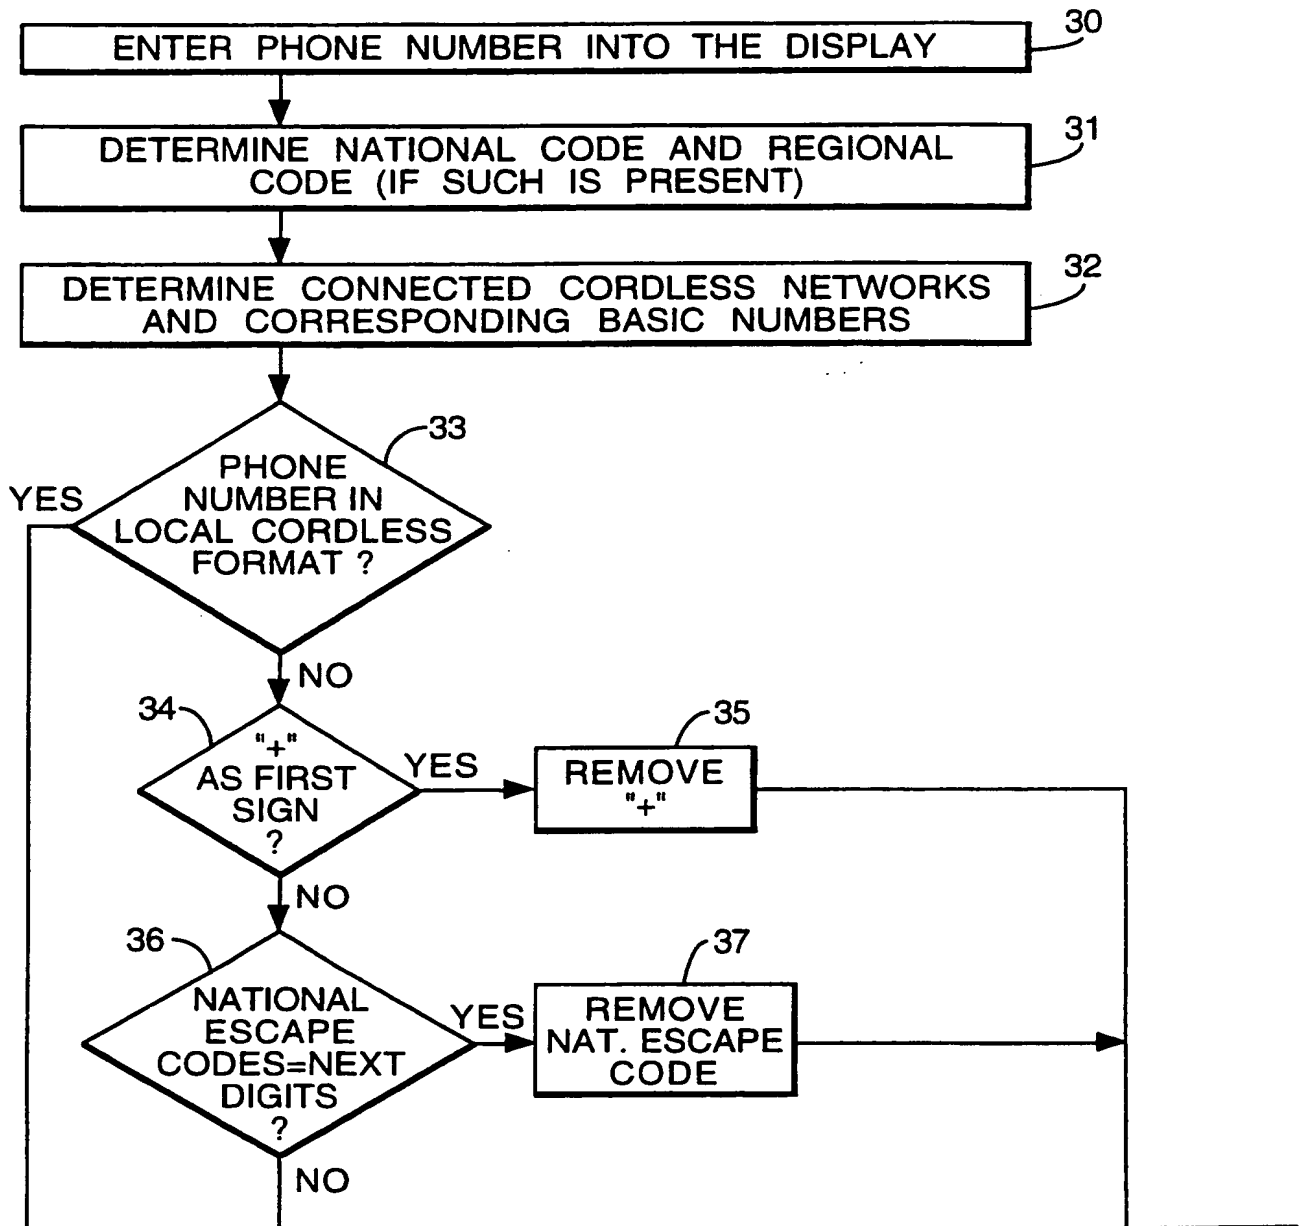 ENTER PHONE NUMBER INTO THE DISPLAY
30
DETERMINE NATIONAL CODE AND REGIONAL
CODE (IF SUCH IS PRESENT)
31
DETERMINE CONNECTED CORDLESS NETWORKS
AND CORRESPONDING BASIC NUMBERS
32
33
PHONE
NUMBER IN
LOCAL CORDLESS
FORMAT ?
YES
NO
34
"+"
AS FIRST
SIGN
?
YES
35
REMOVE
"+"
NO
36
NATIONAL
ESCAPE
CODES=NEXT
DIGITS
?
YES
37
REMOVE
NAT. ESCAPE
CODE
NO